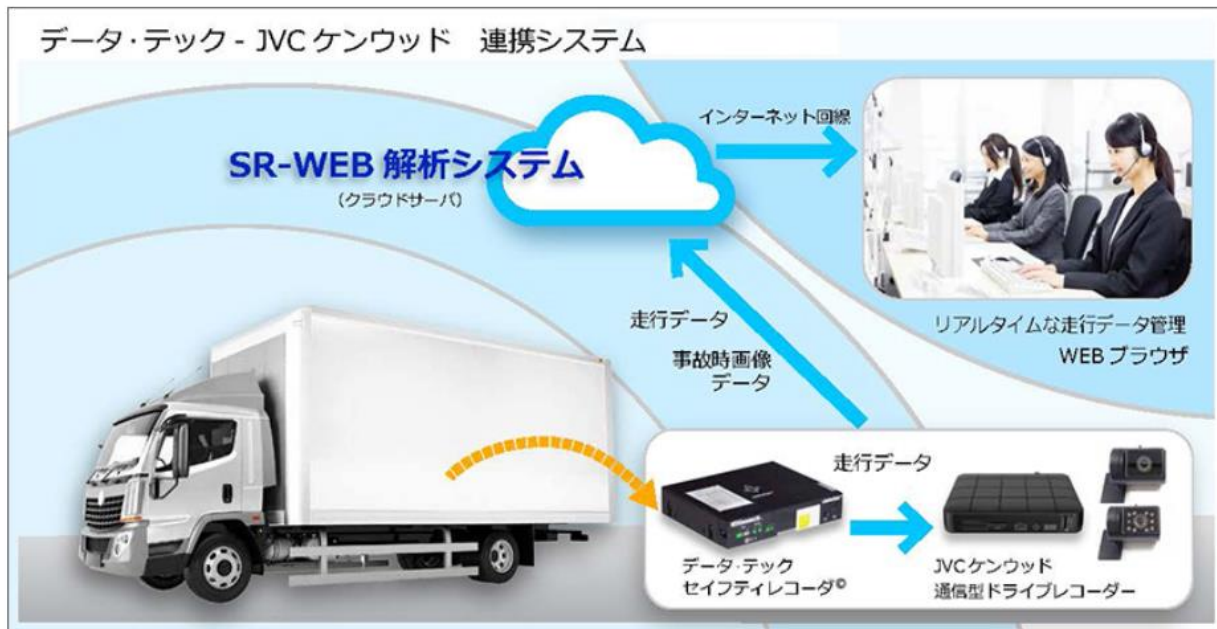 データ・テック - JVC ケンウッド　連携システム
インターネット回線
SR-WEB 解析システム
（クラウドサーバ）
走行データ
事故時画像
データ
リアルタイムな走行データ管理
WEB ブラウザ
走行データ
データ・テック
セイフティレコーダ©
JVCケンウッド
通信型ドライブレコーダー